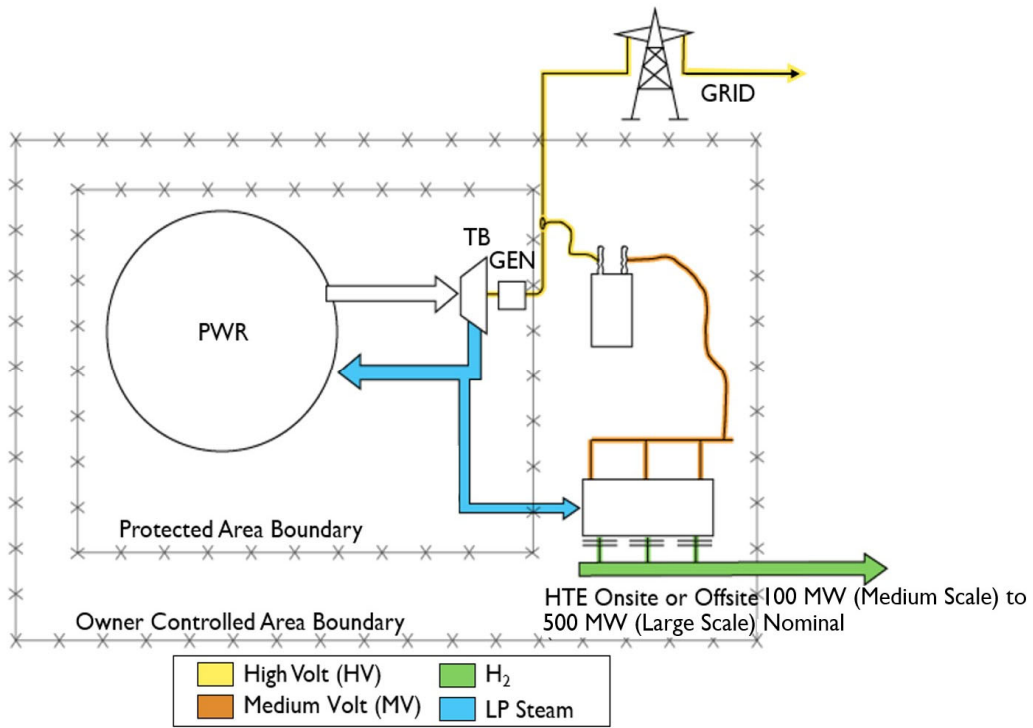 GRID
TB
GEN
PWR
Protected Area Boundary
HTE Onsite or Offsite 100 MW (Medium Scale) to
500 MW (Large Scale) Nominal
Owner Controlled Area Boundary
High Volt (HV)
H₂
Medium Volt (MV)
LP Steam